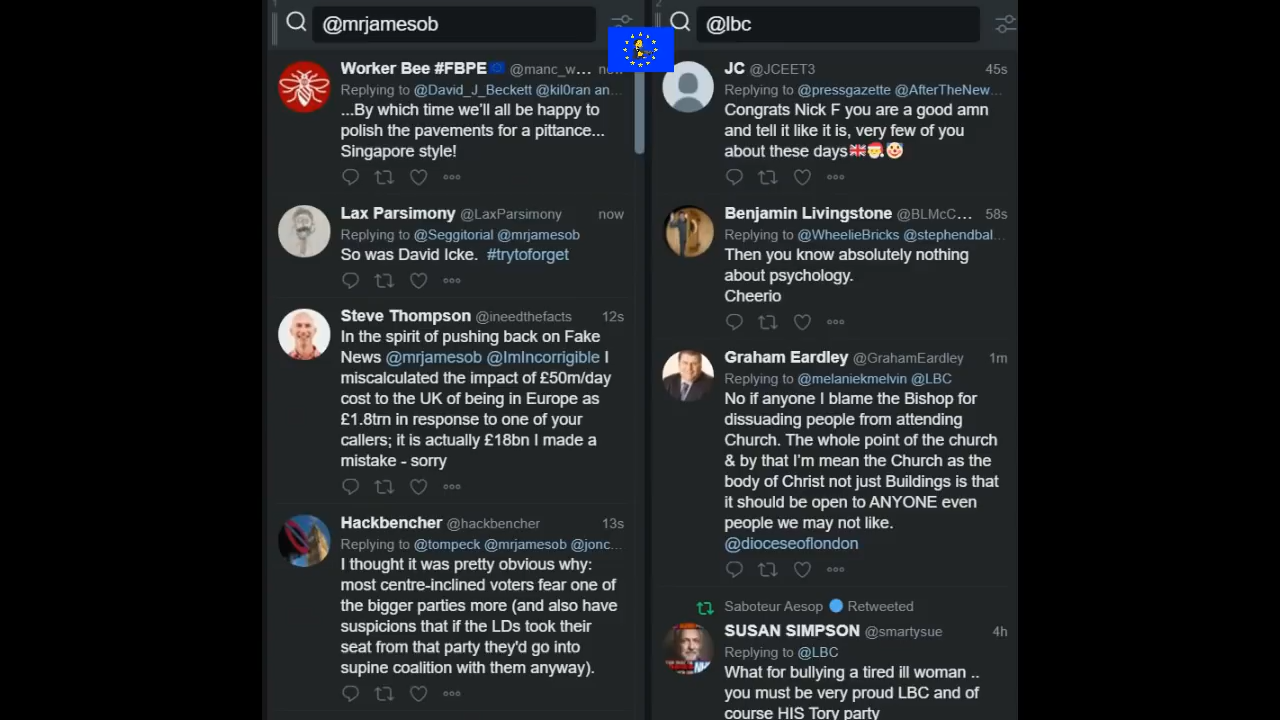 1
@mrjamesob
Worker Bee #FBPE @manc_w... now
Replying to @David_J_Beckett @kil0ran an...
...By which time we'll all be happy to
polish the pavements for a pittance...
Singapore style!
Lax Parsimony @LaxParsimony now
Replying to @Seggitorial @mrjamesob
So was David Icke. #trytoforget
Steve Thompson @ineedthefacts 12s
In the spirit of pushing back on Fake
News @mrjamesob @ImIncorrigible I
miscalculated the impact of £50m/day
cost to the UK of being in Europe as
£1.8trn in response to one of your
callers; it is actually £18bn I made a
mistake - sorry
Hackbencher @hackbencher 13s
Replying to @tompeck @mrjamesob @jonc...
I thought it was pretty obvious why:
most centre-inclined voters fear one of
the bigger parties more (and also have
suspicions that if the LDs took their
seat from that party they'd go into
supine coalition with them anyway).
2
@lbc
JC @JCEET3 45s
Replying to @pressgazette @AfterTheNew...
Congrats Nick F you are a good amn
and tell it like it is, very few of you
about these days🇬🇧🎅🤡
Benjamin Livingstone @BLMcC... 58s
Replying to @WheelieBricks @stephendbal...
Then you know absolutely nothing
about psychology.
Cheerio
Graham Eardley @GrahamEardley 1m
Replying to @melaniekmelvin @LBC
No if anyone I blame the Bishop for
dissuading people from attending
Church. The whole point of the church
& by that I'm mean the Church as the
body of Christ not just Buildings is that
it should be open to ANYONE even
people we may not like.
@dioceseoflondon
Saboteur Aesop 🔵 Retweeted
SUSAN SIMPSON @smartysue 4h
Replying to @LBC
What for bullying a tired ill woman ..
you must be very proud LBC and of
course HIS Tory party